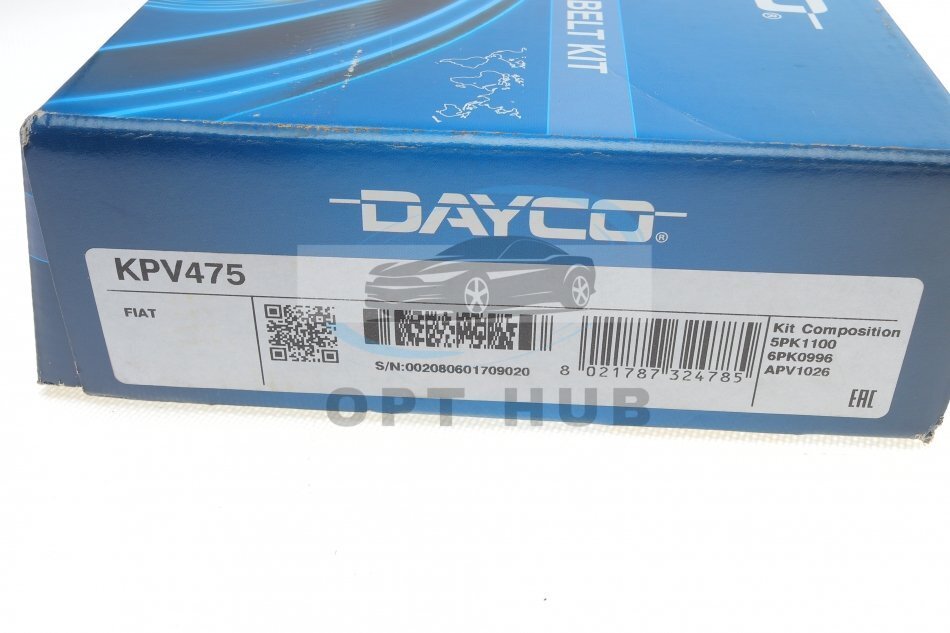 BELT KIT
®
DAYCO®
KPV475
FIAT
S/N:002080601709020
8 021787 324785
Kit Composition
5PK1100
6PK0996
APV1026
EAC
OPT HUB